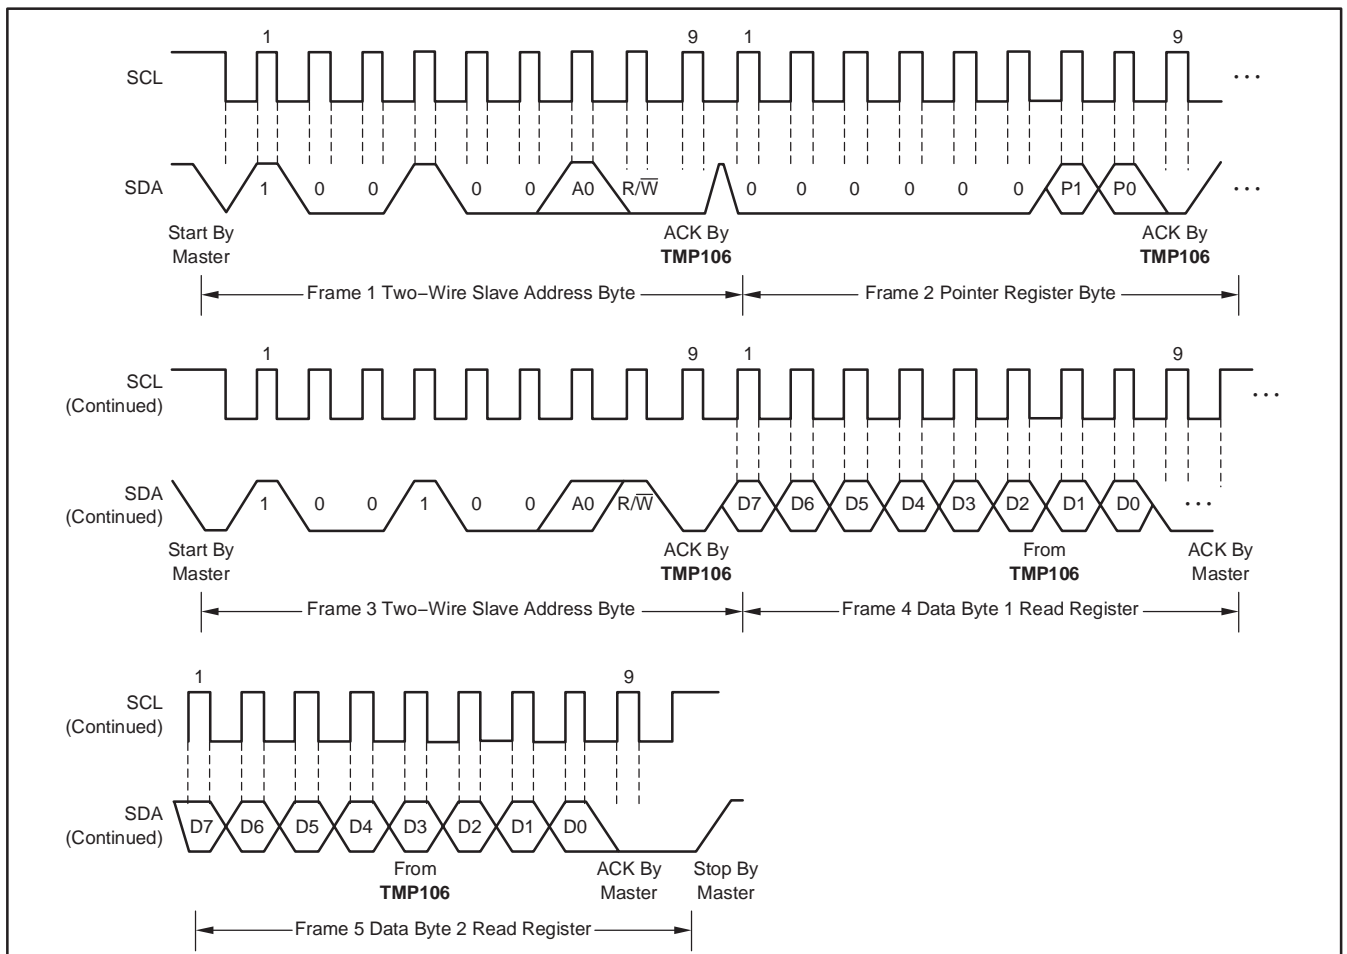 1 9 1 9
SCL ...
SDA 1 0 0 0 0 A0 R/W̅ 0 0 0 0 0 0 P1 P0 ...
Start By Master
ACK By TMP106
ACK By TMP106
Frame 1 Two−Wire Slave Address Byte
Frame 2 Pointer Register Byte
1 9 1 9
SCL (Continued) ...
SDA (Continued) 1 0 0 1 0 0 A0 R/W̅ D7 D6 D5 D4 D3 D2 D1 D0 ...
Start By Master
ACK By TMP106
From TMP106
ACK By Master
Frame 3 Two−Wire Slave Address Byte
Frame 4 Data Byte 1 Read Register
1 9
SCL (Continued)
SDA (Continued) D7 D6 D5 D4 D3 D2 D1 D0
From TMP106
ACK By Master
Stop By Master
Frame 5 Data Byte 2 Read Register